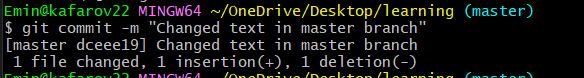 Emin@kafarov22 MINGW64 ~/OneDrive/Desktop/learning (master)
$ git commit -m "Changed text in master branch"
[master dceee19] Changed text in master branch
 1 file changed, 1 insertion(+), 1 deletion(-)